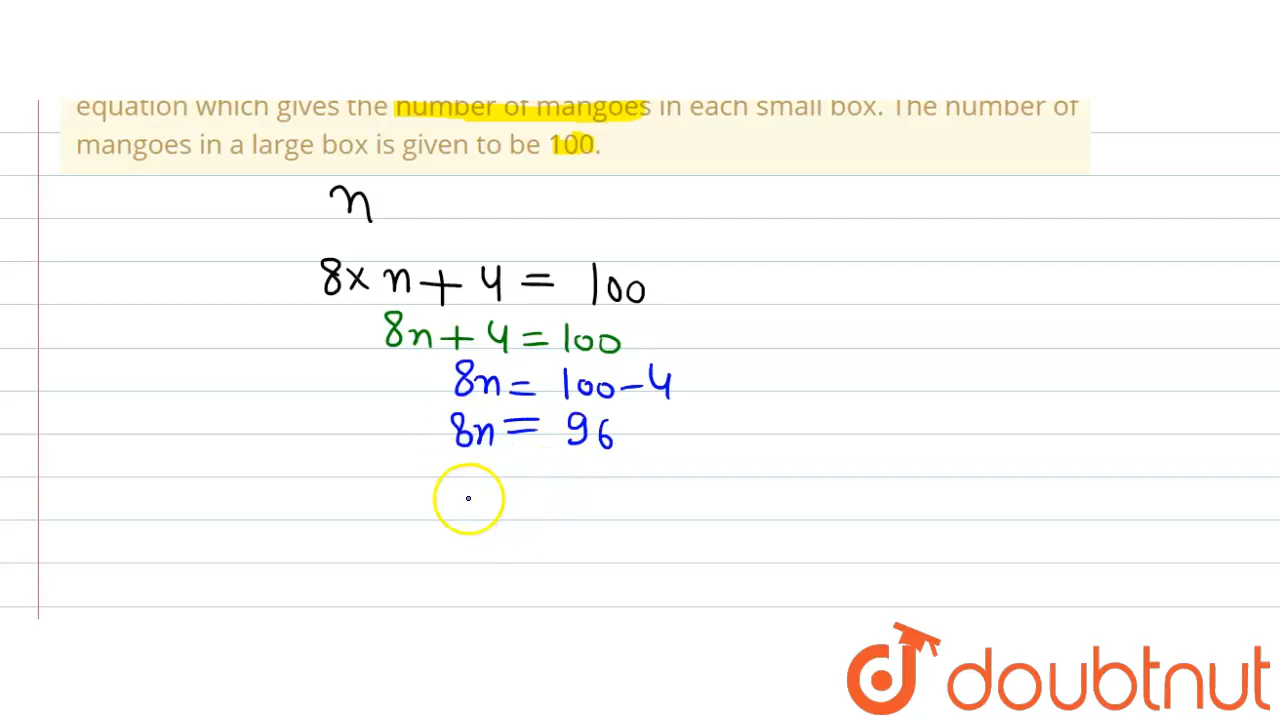 equation which gives the number of mangoes in each small box. The number of
mangoes in a large box is given to be 100.
n
8× n + 4 = 100
8n + 4 = 100
8n = 100 - 4
8n = 96
doubtnut